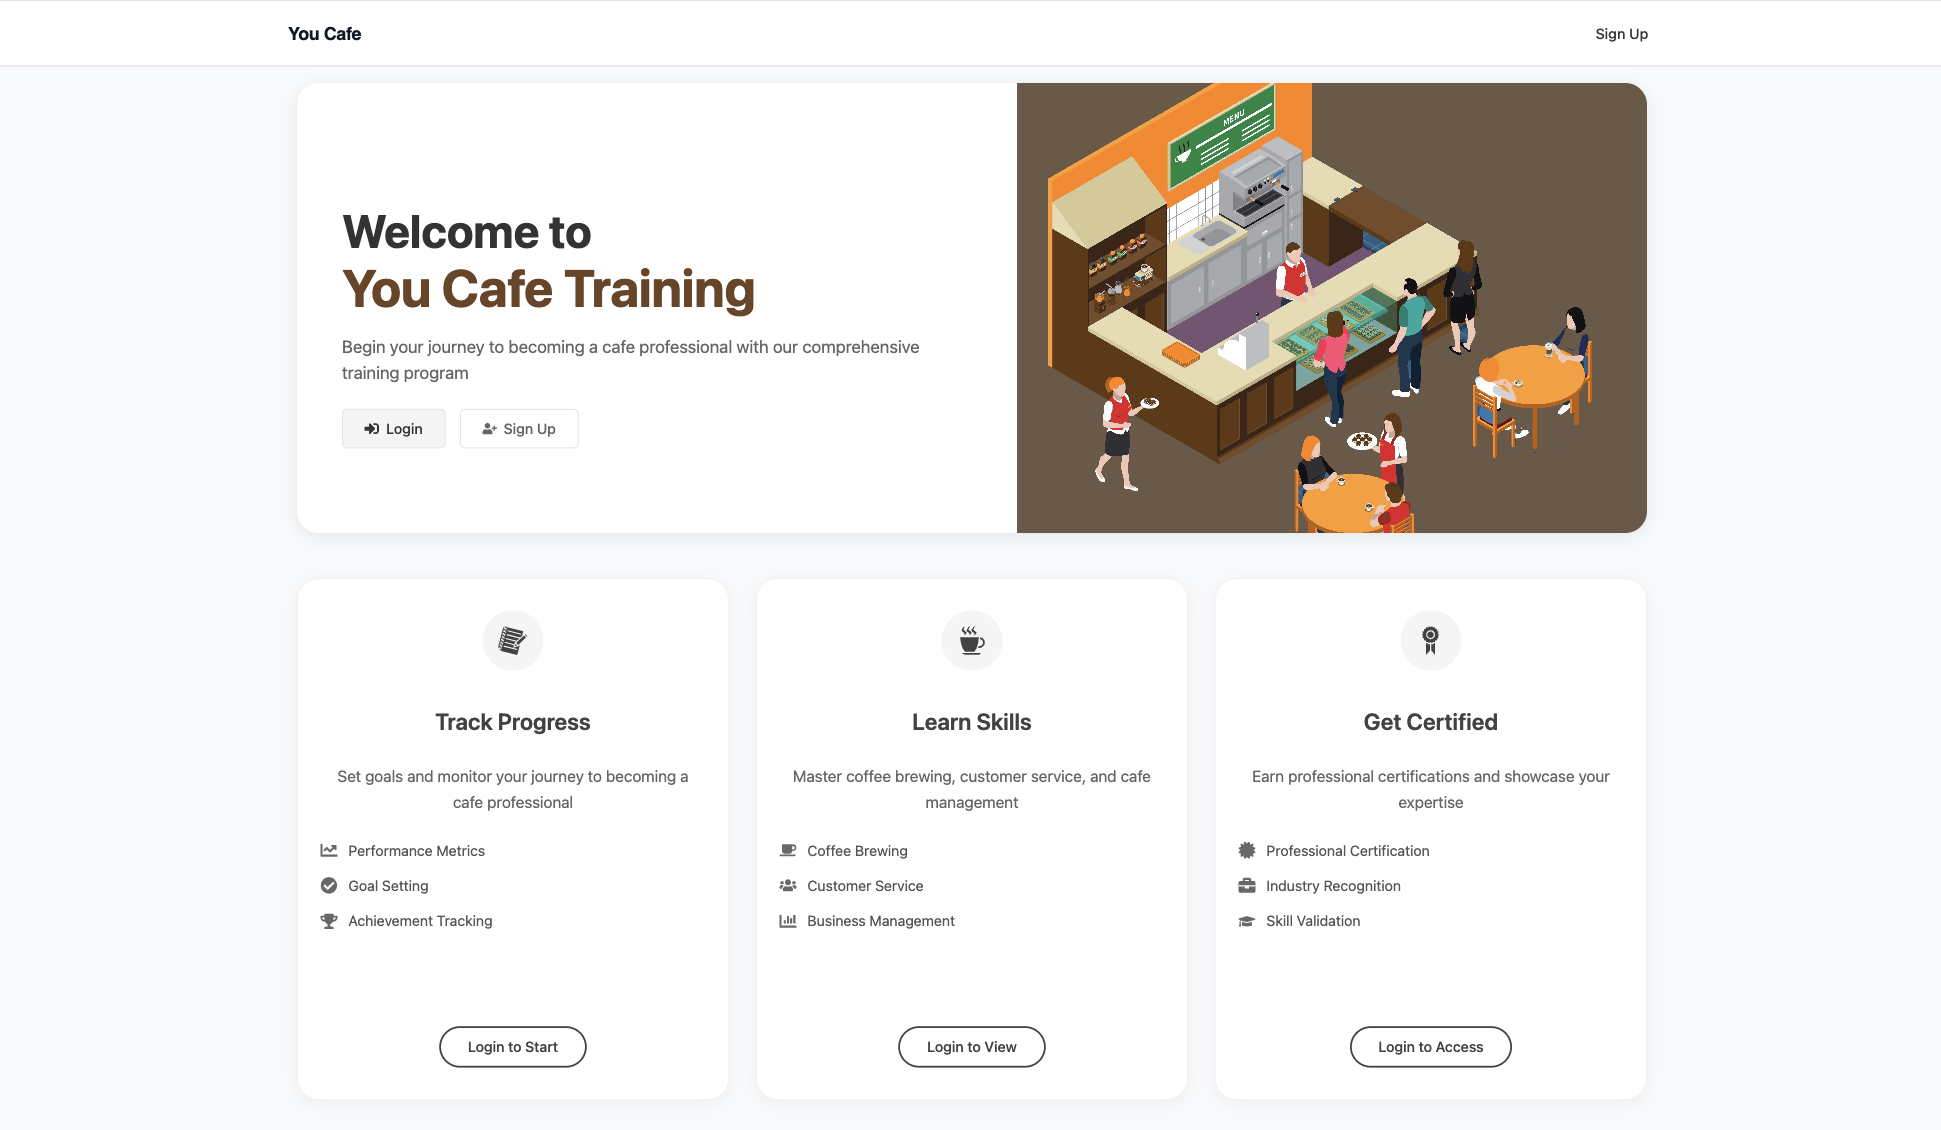 You Cafe
Sign Up
Welcome to
You Cafe Training
Begin your journey to becoming a cafe professional with our comprehensive
training program
Login
Sign Up
MENU
Track Progress
Set goals and monitor your journey to becoming a
cafe professional
Performance Metrics
Goal Setting
Achievement Tracking
Login to Start
Learn Skills
Master coffee brewing, customer service, and cafe
management
Coffee Brewing
Customer Service
Business Management
Login to View
Get Certified
Earn professional certifications and showcase your
expertise
Professional Certification
Industry Recognition
Skill Validation
Login to Access